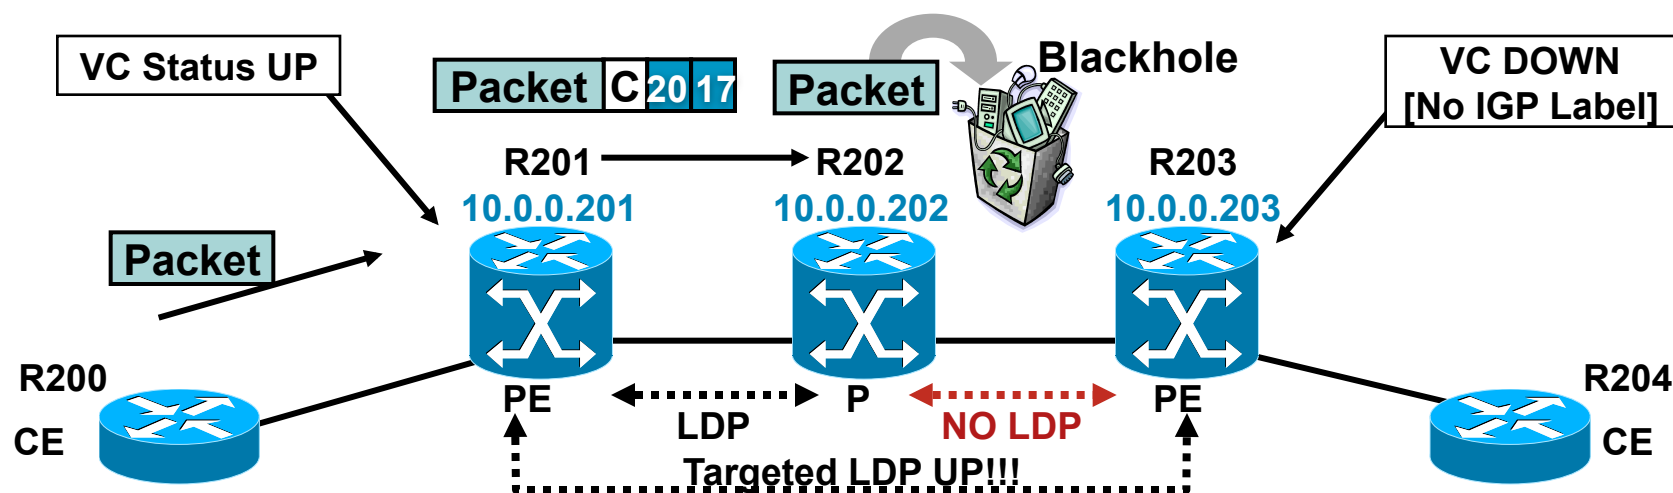 VC Status UP
Packet C 20 17
Packet
Blackhole
VC DOWN
[No IGP Label]
R201
R202
R203
10.0.0.201
10.0.0.202
10.0.0.203
Packet
R200
CE
PE
P
PE
R204
CE
LDP
NO LDP
Targeted LDP UP!!!